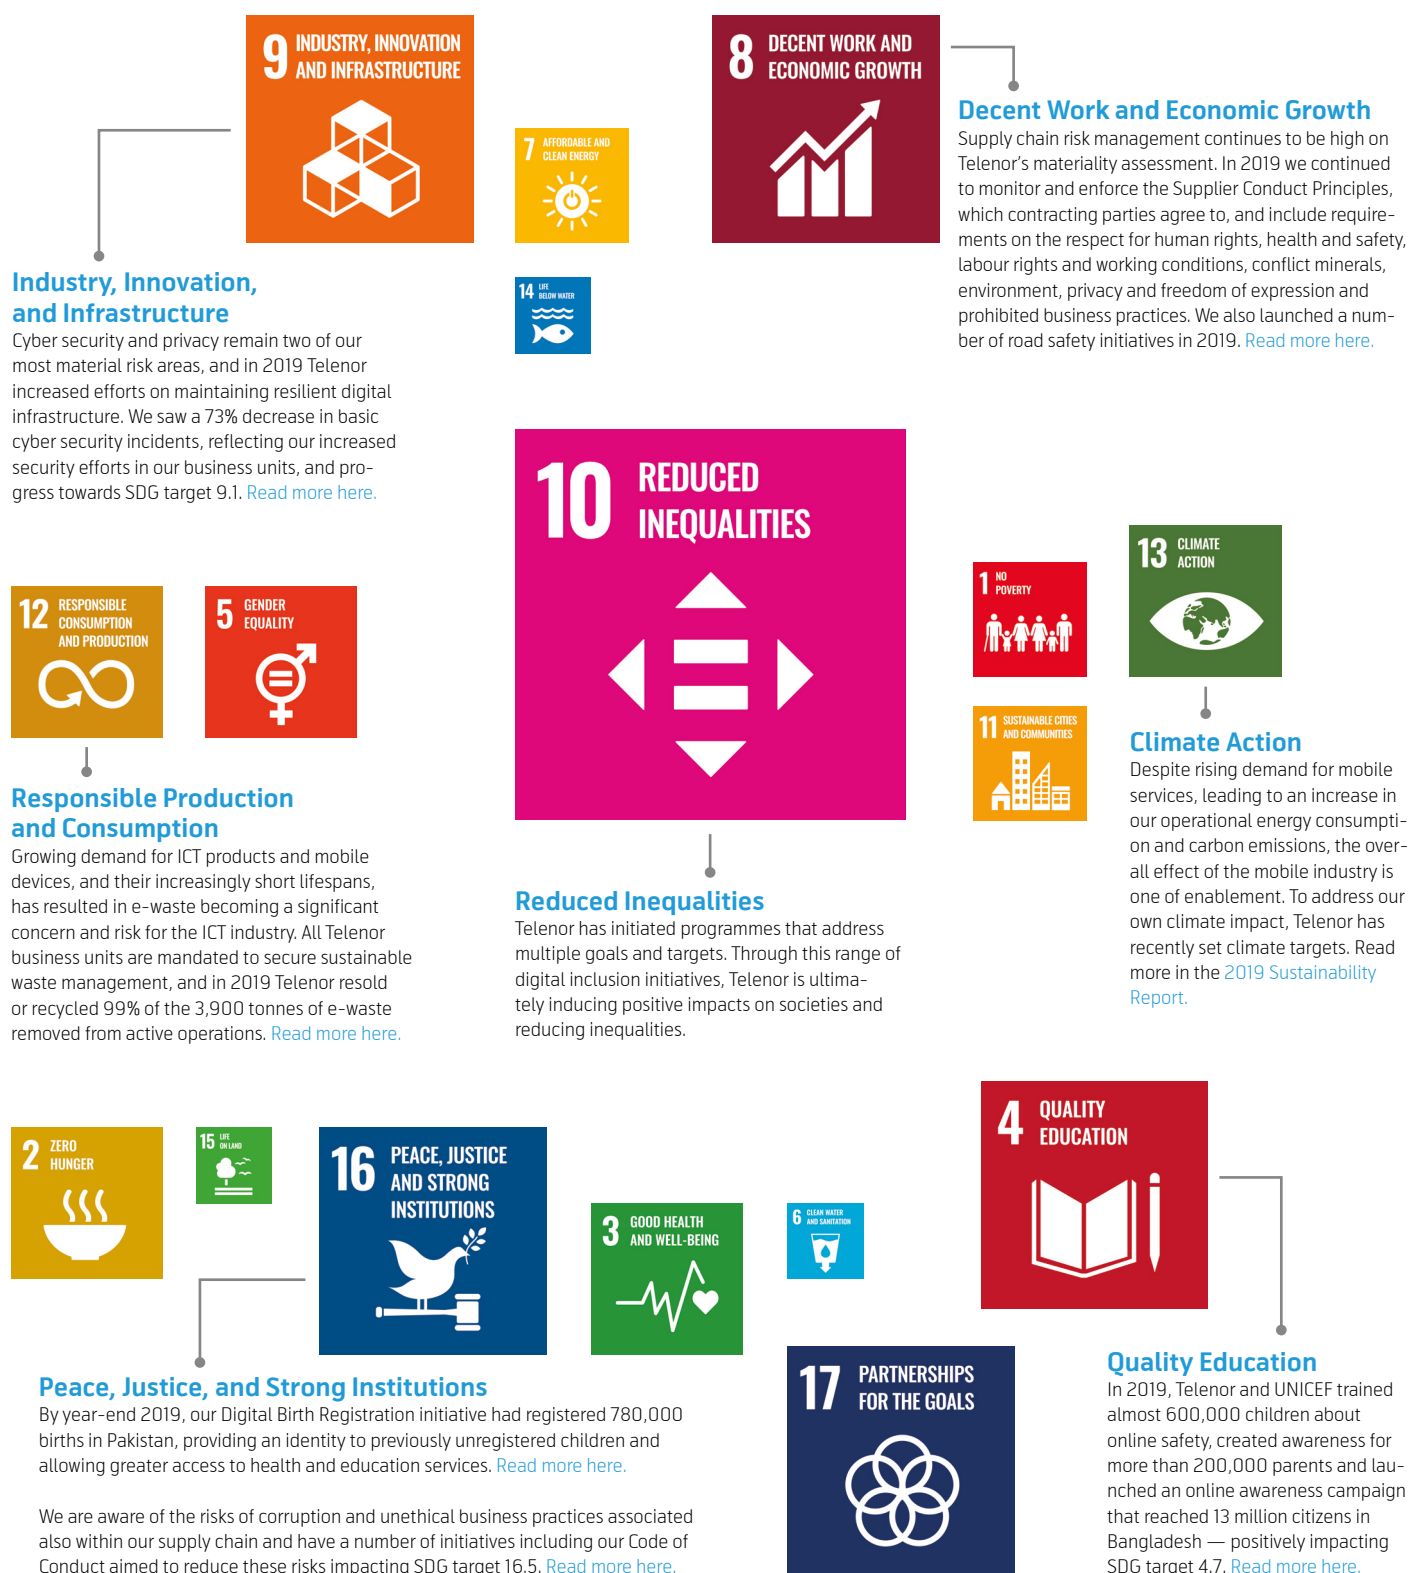 9 INDUSTRY, INNOVATION
AND INFRASTRUCTURE
7 AFFORDABLE AND
CLEAN ENERGY
8 DECENT WORK AND
ECONOMIC GROWTH
Decent Work and Economic Growth
Supply chain risk management continues to be high on
Telenor's materiality assessment. In 2019 we continued
to monitor and enforce the Supplier Conduct Principles,
which contracting parties agree to, and include require-
ments on the respect for human rights, health and safety,
labour rights and working conditions, conflict minerals,
environment, privacy and freedom of expression and
prohibited business practices. We also launched a num-
ber of road safety initiatives in 2019. Read more here.
14 LIFE
BELOW WATER
Industry, Innovation,
and Infrastructure
Cyber security and privacy remain two of our
most material risk areas, and in 2019 Telenor
increased efforts on maintaining resilient digital
infrastructure. We saw a 73% decrease in basic
cyber security incidents, reflecting our increased
security efforts in our business units, and pro-
gress towards SDG target 9.1. Read more here.
10 REDUCED
INEQUALITIES
12 RESPONSIBLE
CONSUMPTION
AND PRODUCTION
5 GENDER
EQUALITY
1 NO
POVERTY
13 CLIMATE
ACTION
11 SUSTAINABLE CITIES
AND COMMUNITIES
Climate Action
Despite rising demand for mobile
services, leading to an increase in
our operational energy consumpti-
on and carbon emissions, the over-
all effect of the mobile industry is
one of enablement. To address our
own climate impact, Telenor has
recently set climate targets. Read
more in the 2019 Sustainability
Report.
Responsible Production
and Consumption
Growing demand for ICT products and mobile
devices, and their increasingly short lifespans,
has resulted in e-waste becoming a significant
concern and risk for the ICT industry. All Telenor
business units are mandated to secure sustainable
waste management, and in 2019 Telenor resold
or recycled 99% of the 3,900 tonnes of e-waste
removed from active operations. Read more here.
Reduced Inequalities
Telenor has initiated programmes that address
multiple goals and targets. Through this range of
digital inclusion initiatives, Telenor is ultima-
tely inducing positive impacts on societies and
reducing inequalities.
2 ZERO
HUNGER
15 LIFE
ON LAND
16 PEACE, JUSTICE
AND STRONG
INSTITUTIONS
3 GOOD HEALTH
AND WELL-BEING
6 CLEAN WATER
AND SANITATION
4 QUALITY
EDUCATION
17 PARTNERSHIPS
FOR THE GOALS
Peace, Justice, and Strong Institutions
By year-end 2019, our Digital Birth Registration initiative had registered 780,000
births in Pakistan, providing an identity to previously unregistered children and
allowing greater access to health and education services. Read more here.
We are aware of the risks of corruption and unethical business practices associated
also within our supply chain and have a number of initiatives including our Code of
Conduct aimed to reduce these risks impacting SDG target 16.5. Read more here.
Quality Education
In 2019, Telenor and UNICEF trained
almost 600,000 children about
online safety, created awareness for
more than 200,000 parents and lau-
nched an online awareness campaign
that reached 13 million citizens in
Bangladesh — positively impacting
SDG target 4.7. Read more here.